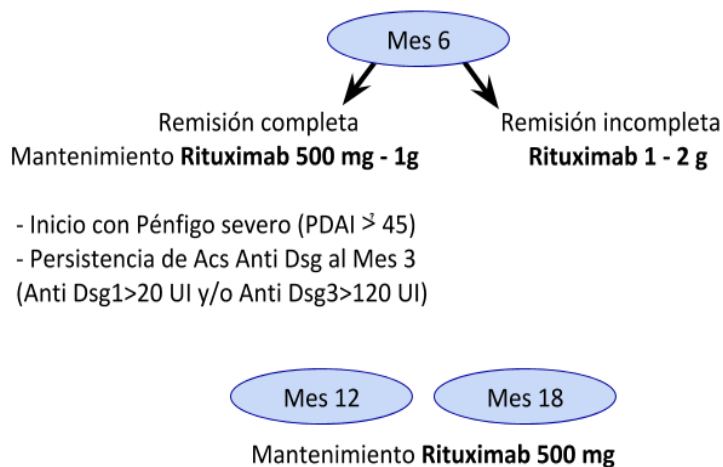 Mes 6
Remisión completa
Mantenimiento Rituximab 500 mg - 1g
Remisión incompleta
Rituximab 1 - 2 g
- Inicio con Pénfigo severo (PDAI ≥ 45)
- Persistencia de Acs Anti Dsg al Mes 3
(Anti Dsg1>20 UI y/o Anti Dsg3>120 UI)
Mes 12
Mes 18
Mantenimiento Rituximab 500 mg